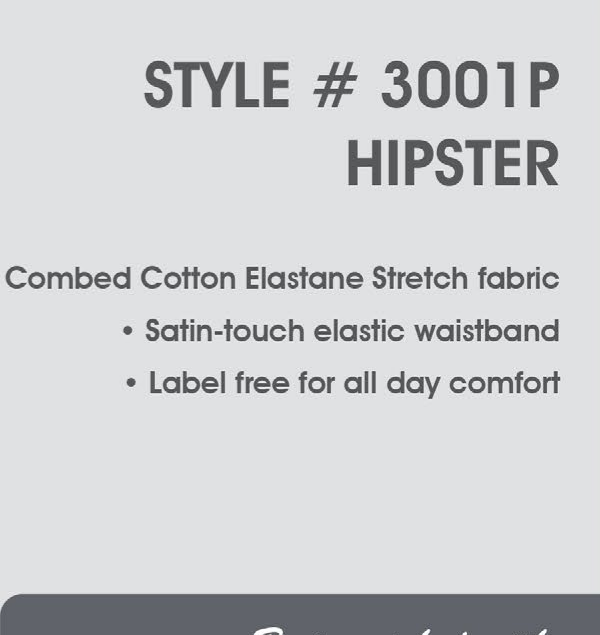 STYLE # 3001P
HIPSTER
Combed Cotton Elastane Stretch fabric
• Satin-touch elastic waistband
• Label free for all day comfort